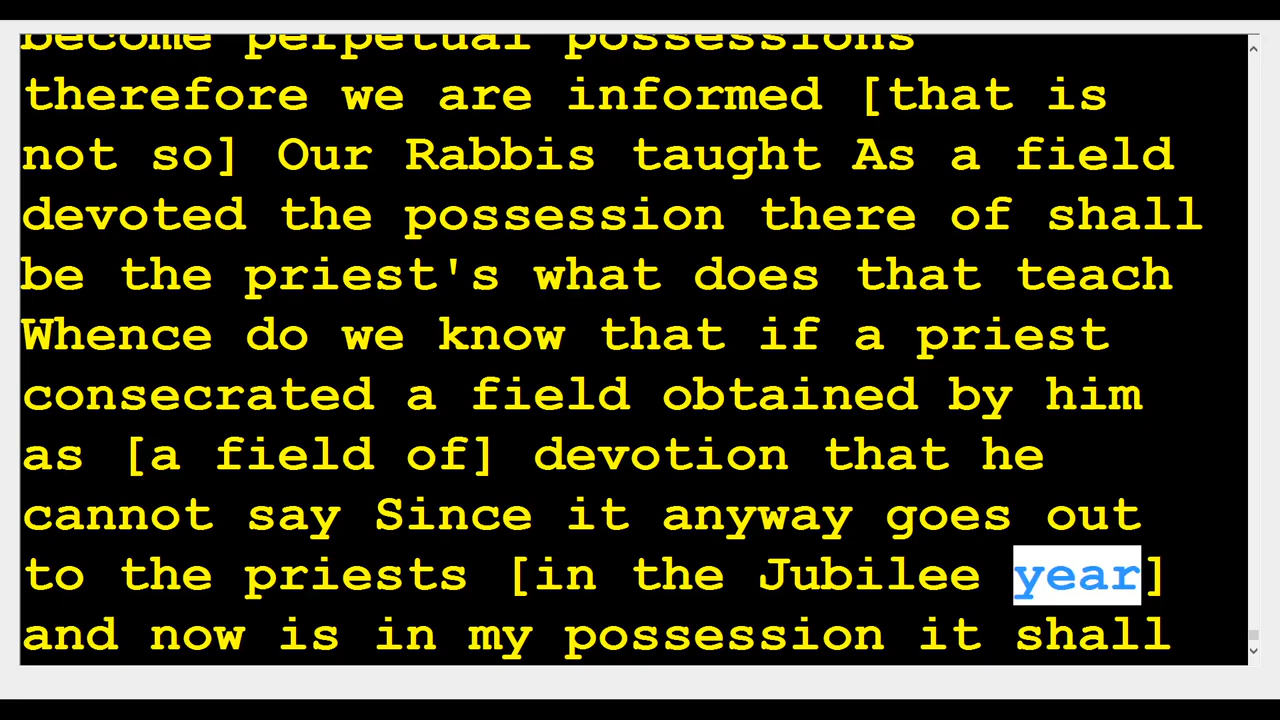 become perpetual possessions
therefore we are informed [that is
not so] Our Rabbis taught As a field
devoted the possession there of shall
be the priest's what does that teach
Whence do we know that if a priest
consecrated a field obtained by him
as [a field of] devotion that he
cannot say Since it anyway goes out
to the priests [in the Jubilee year]
and now is in my possession it shall